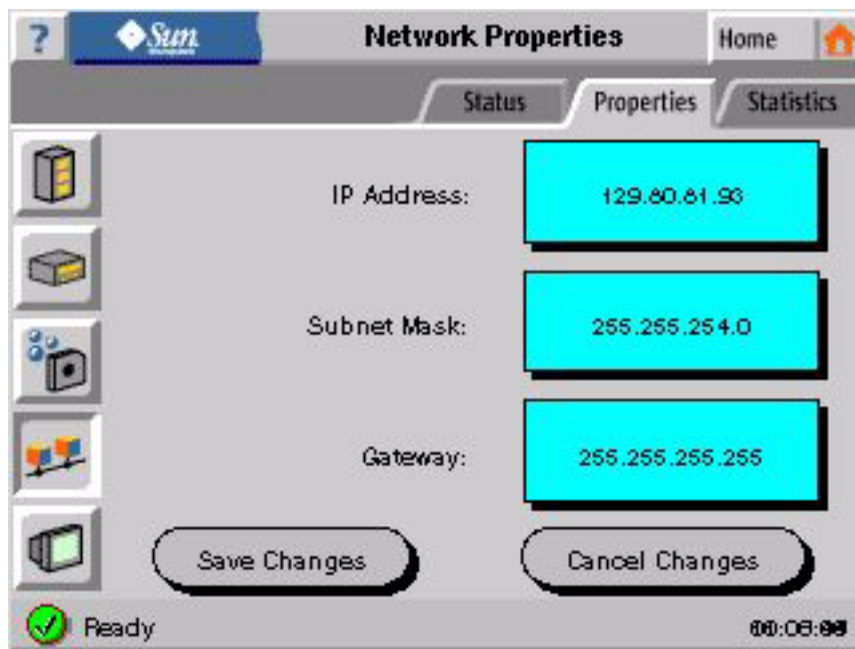 ?
Sun
Network Properties
Home
Status
Properties
Statistics
IP Address:
129.80.81.93
Subnet Mask:
255.255.254.0
Gateway:
255.255.255.255
Save Changes
Cancel Changes
Ready